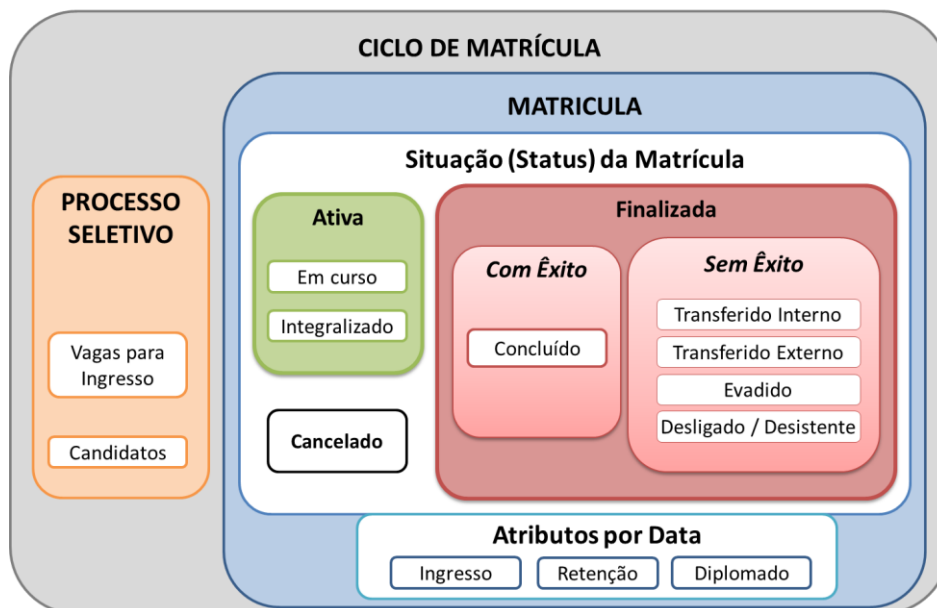 CICLO DE MATRÍCULA
PROCESSO
SELETIVO
Vagas para
Ingresso
Candidatos
MATRICULA
Situação (Status) da Matrícula
Ativa
Em curso
Integralizado
Cancelado
Finalizada
Com Êxito
Concluído
Sem Êxito
Transferido Interno
Transferido Externo
Evadido
Desligado / Desistente
Atributos por Data
Ingresso
Retenção
Diplomado